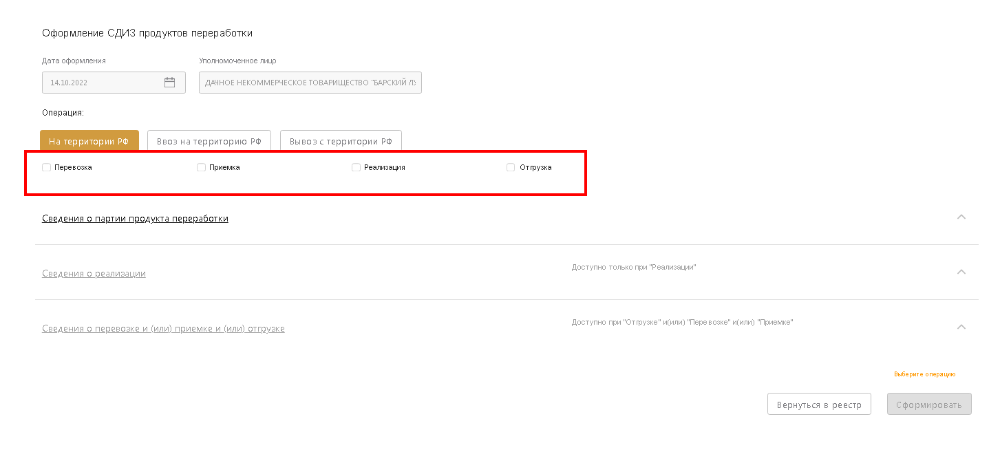 Оформление СДИЗ продуктов переработки
Дата оформления Уполномоченное лицо
14.10.2022 ДАЧНОЕ НЕКОММЕРЧЕСКОЕ ТОВАРИЩЕСТВО "БАРСКИЙ ЛУ
Операция:
На территории РФ Ввоз на территорию РФ Вывоз с территории РФ
Перевозка Приемка Реализация Отгрузка
Сведения о партии продукта переработки
Сведения о реализации Доступно только при "Реализации"
Сведения о перевозке и (или) приемке и (или) отгрузке Доступно при "Отгрузке" и(или) "Перевозке" и(или) "Приемке"
Выберите операцию
Вернуться в реестр Сформировать